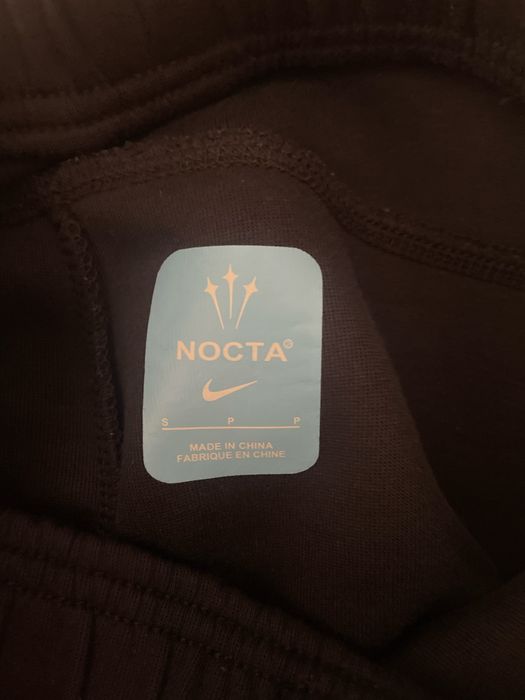 NOCTA
S P P
MADE IN CHINA
FABRIQUE EN CHINE